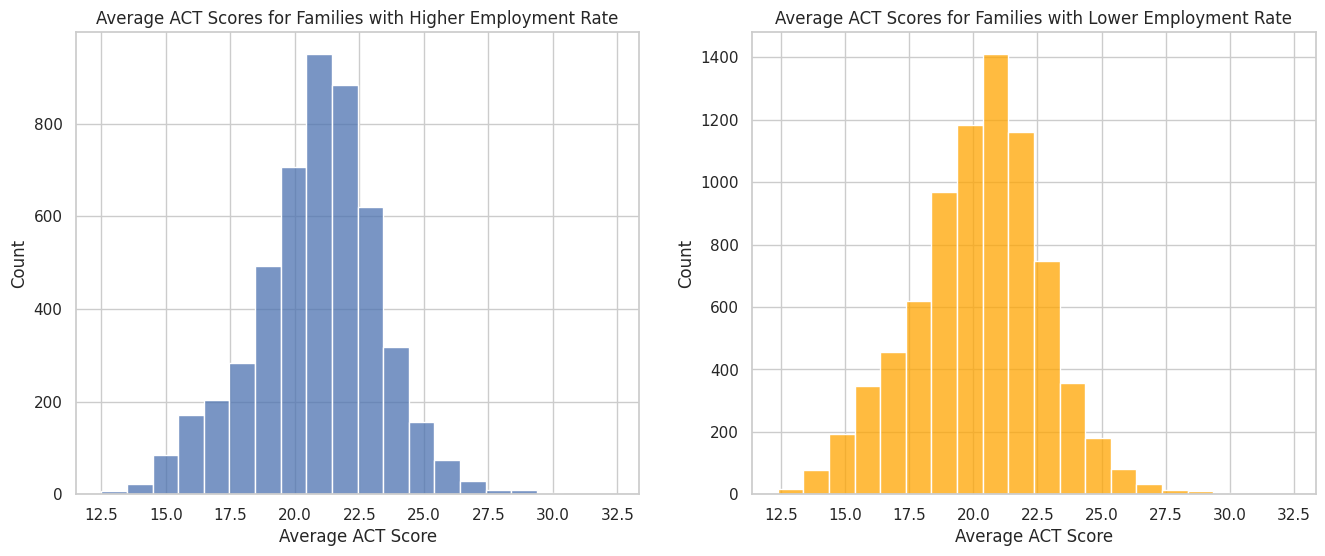 Average ACT Scores for Families with Higher Employment Rate
800
600
400
200
0
Count
12.5 15.0 17.5 20.0 22.5 25.0 27.5 30.0 32.5
Average ACT Score
Average ACT Scores for Families with Lower Employment Rate
1400
1200
1000
800
600
400
200
0
Count
12.5 15.0 17.5 20.0 22.5 25.0 27.5 30.0 32.5
Average ACT Score